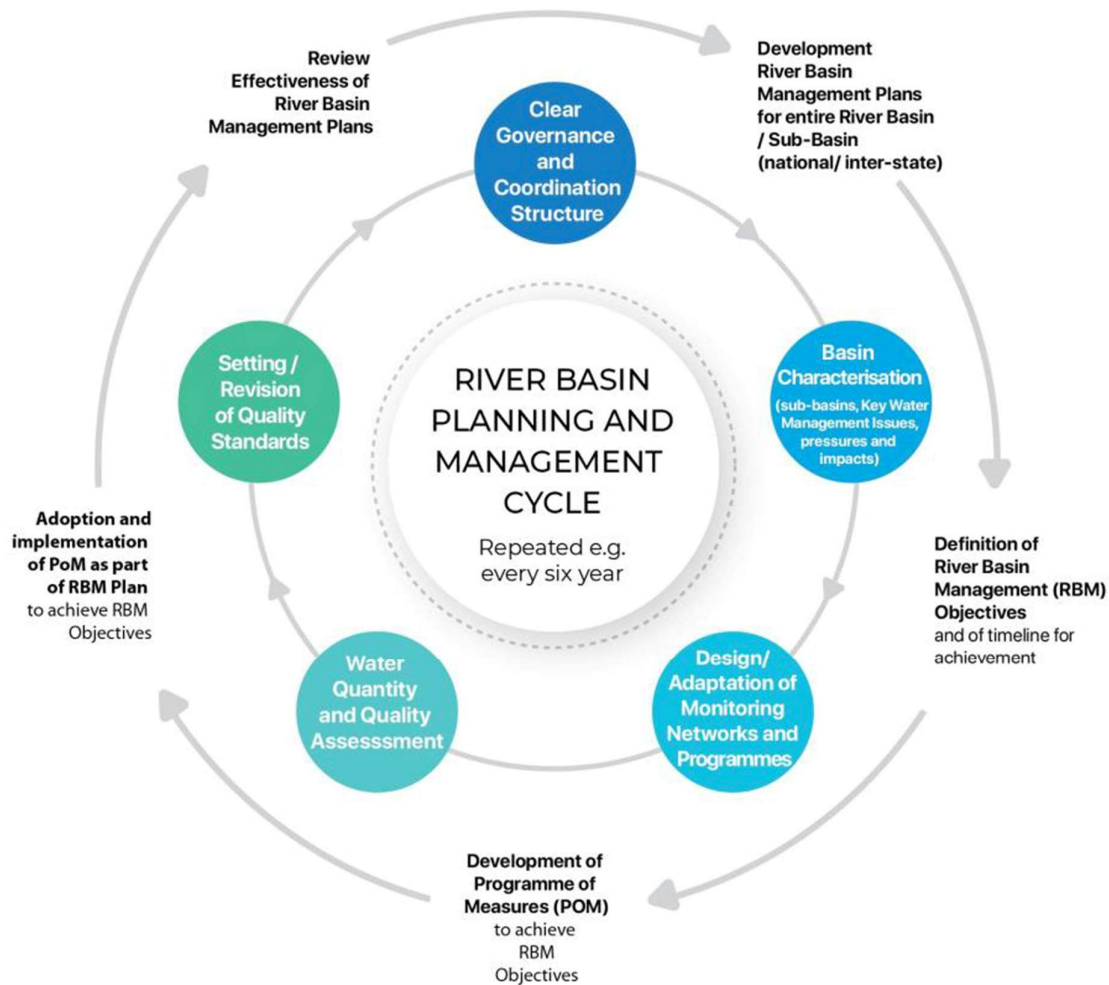 Review
Effectiveness of
River Basin
Management Plans
Development
River Basin
Management Plans
for entire River Basin
/ Sub-Basin
(national/ inter-state)
Clear
Governance
and
Coordination
Structure
Setting /
Revision
of Quality
Standards
RIVER BASIN
PLANNING AND
MANAGEMENT
CYCLE
Repeated e.g.
every six year
Basin
Characterisation
(sub-basins, Key Water
Management Issues,
pressures and
impacts)
Adoption and
implementation
of PoM as part
of RBM Plan
to achieve RBM
Objectives
Definition of
River Basin
Management (RBM)
Objectives
and of timeline for
achievement
Water
Quantity
and Quality
Assesssment
Design/
Adaptation of
Monitoring
Networks and
Programmes
Development of
Programme of
Measures (POM)
to achieve
RBM
Objectives